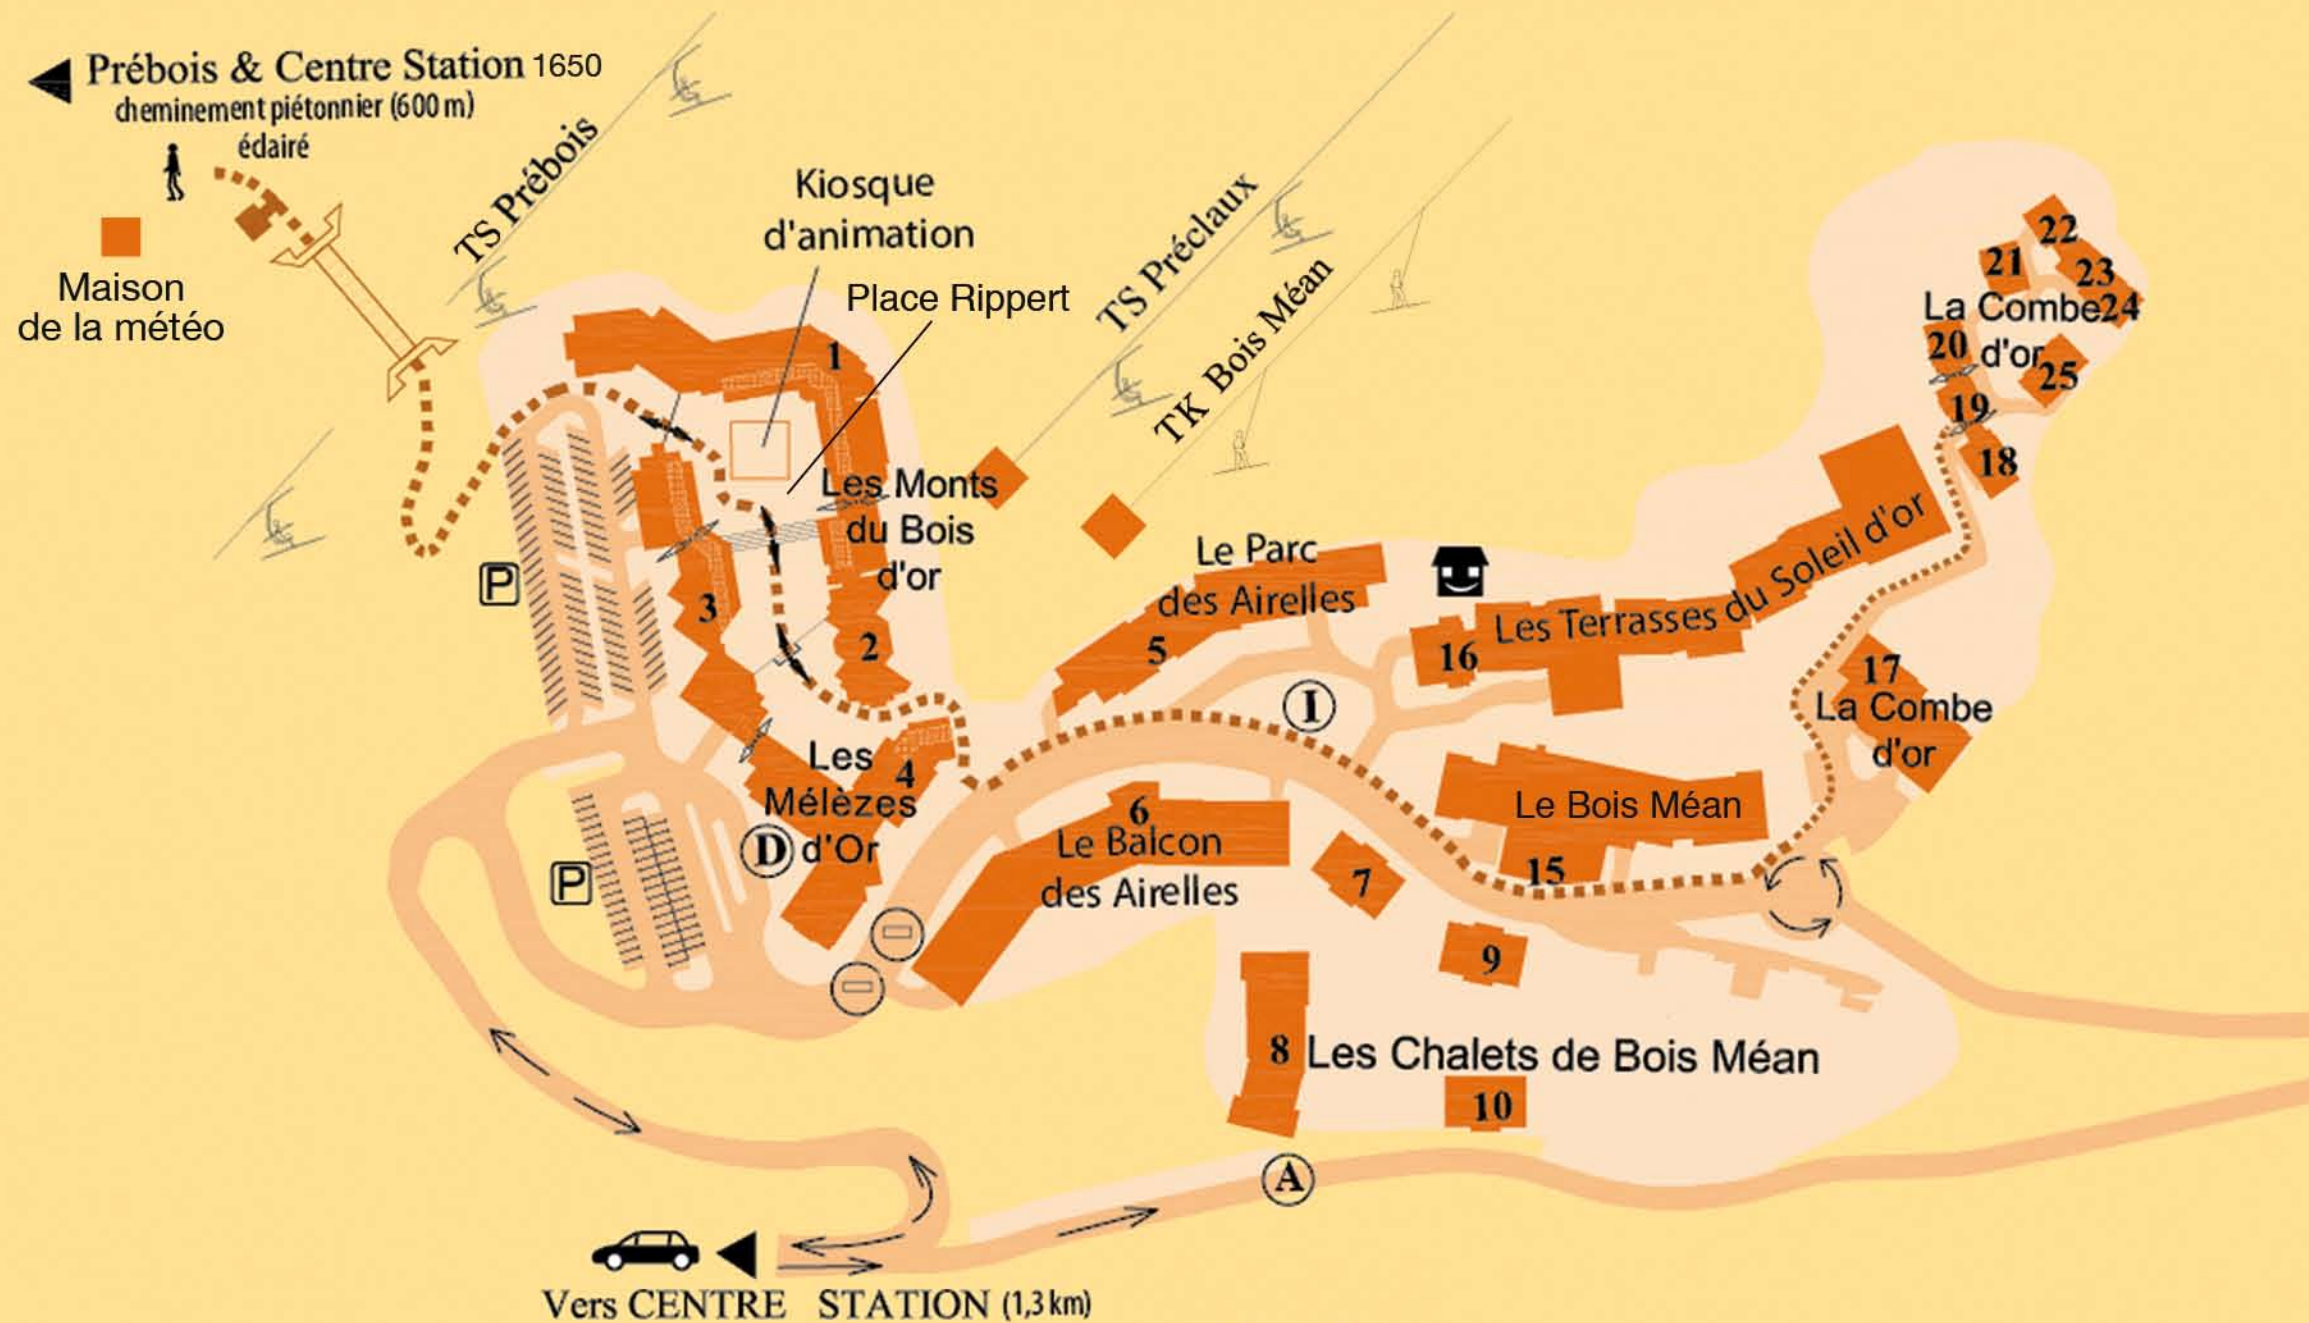 Prébois & Centre Station 1650
cheminement piétonnier (600 m)
éclairé
Maison
de la météo
TS Prébois
Kiosque
d'animation
Place Rippert
TS Préclaux
TK Bois Méan
1
Les Monts
du Bois
d'or
2
3
P
P
Les
Mélèzes
d'Or
4
D
Le Parc
des Airelles
5
I
6
Le Balcon
des Airelles
7
8
Les Chalets de Bois Méan
9
10
A
16
Les Terrasses du Soleil d'or
Le Bois Méan
15
17
La Combe
d'or
18
19
20
21
22
23
24
25
La Combe
d'or
Vers CENTRE STATION (1,3 km)